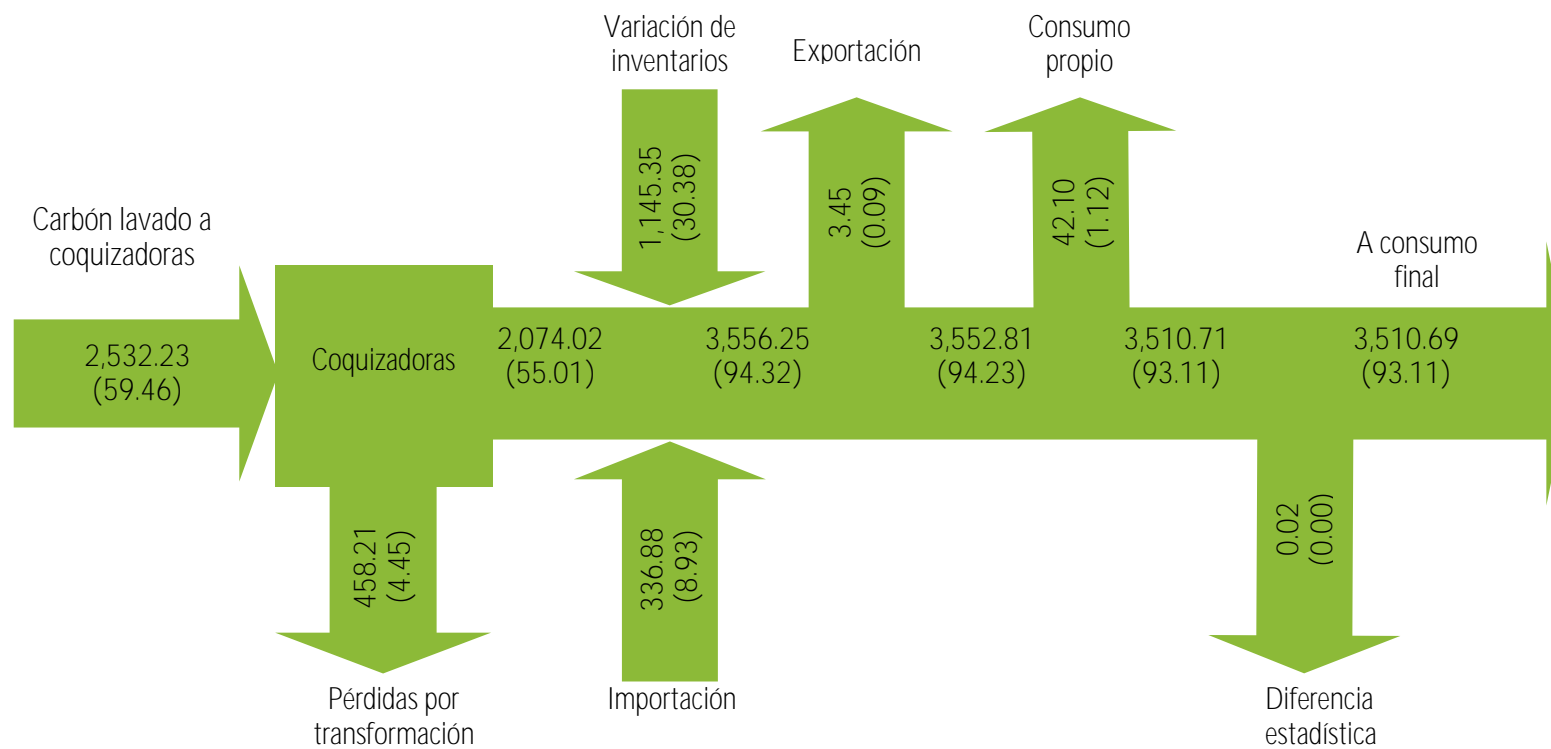 Variación de
inventarios
Exportación
Consumo
propio
1,145.35
(30.38)
3.45
(0.09)
42.10
(1.12)
Carbón lavado a
coquizadoras
A consumo
final
2,532.23
(59.46)
Coquizadoras
2,074.02
(55.01)
3,556.25
(94.32)
3,552.81
(94.23)
3,510.71
(93.11)
3,510.69
(93.11)
458.21
(4.45)
336.88
(8.93)
0.02
(0.00)
Pérdidas por
transformación
Importación
Diferencia
estadística